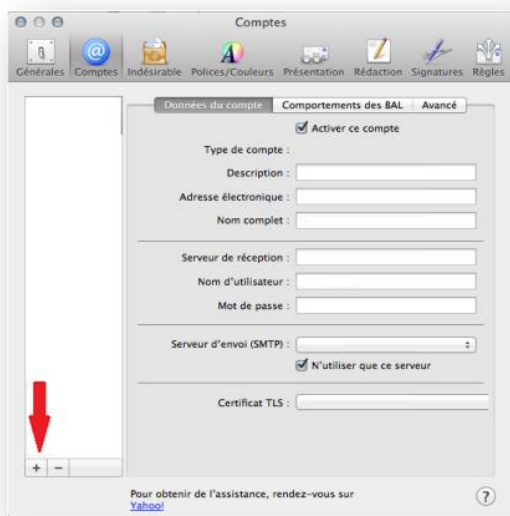 Comptes
Générales Comptes Indésirable Polices/Couleurs Présentation Rédaction Signatures Règles
Données du compte Comportements des BAL Avancé
Activer ce compte
Type de compte :
Description :
Adresse électronique :
Nom complet :
Serveur de réception :
Nom d'utilisateur :
Mot de passe :
Serveur d'envoi (SMTP) :
N'utiliser que ce serveur
Certificat TLS :
+ −
Pour obtenir de l'assistance, rendez-vous sur
Yahoo!
?